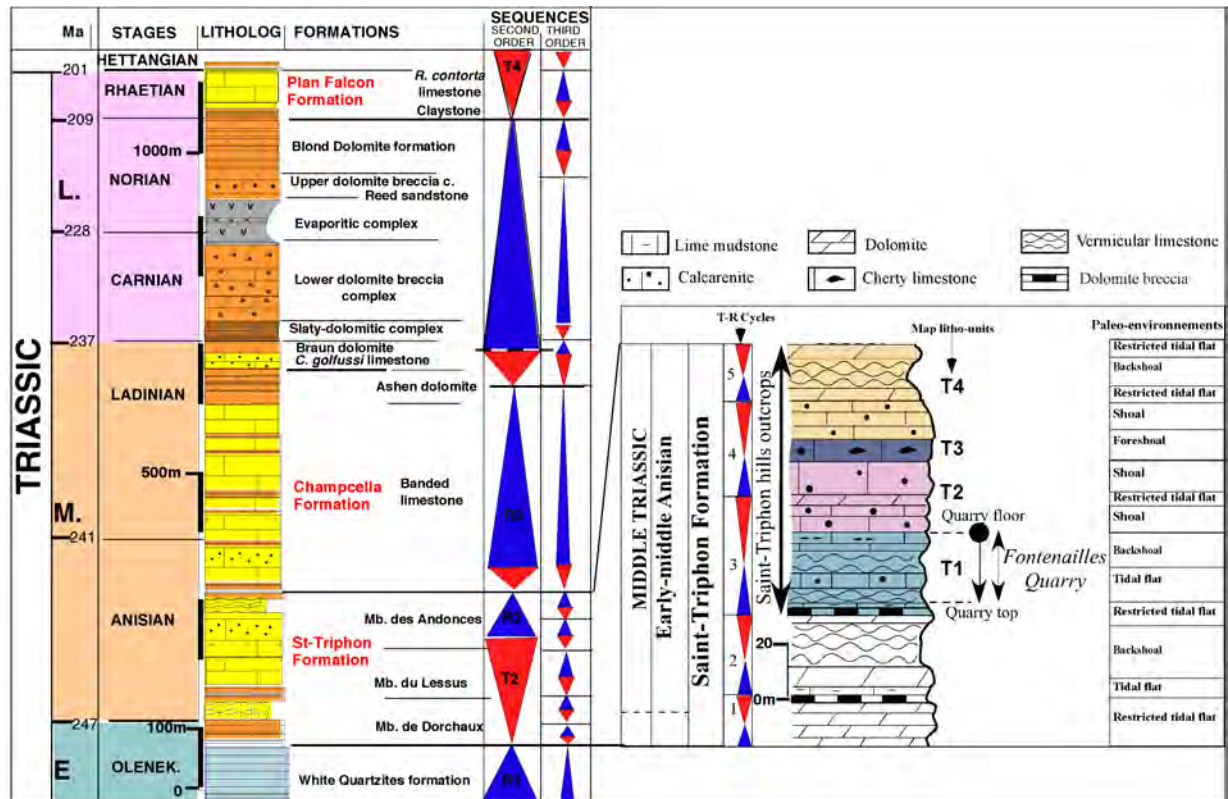 SEQUENCES
Ma STAGES LITHOLOG FORMATIONS SECOND ORDER THIRD ORDER
HETTANGIAN
T4
201
RHAETIAN
Plan Falcon
Formation
R. contorta
limestone
Claystone
209
1000m
Blond Dolomite formation
L.
NORIAN
Upper dolomite breccia c.
Reed sandstone
v v
v v
Evaporitic complex
228
CARNIAN
Lower dolomite breccia
complex
Slaty-dolomitic complex
237
Braun dolomite
C. golfussi limestone
Ashen dolomite
LADINIAN
TRIASSIC
500m
Champcella
Formation
Banded
limestone
R3
M.
241
ANISIAN
Mb. des Andonces
R2
St-Triphon
Formation
Mb. du Lessus
T2
247
100m
Mb. de Dorchaux
E
OLENEK.
White Quartzites formation
R1
0
Lime mudstone
Dolomite
Vermicular limestone
Calcarenite
Cherty limestone
Dolomite breccia
T-R Cycles
Map litho-units
Paleo-environnements
MIDDLE TRIASSIC
Early-middle Anisian
Saint-Triphon Formation
5
4
3
2
1
Saint-Triphon hills outcrops
20
0m
T4
T3
T2
Quarry floor
T1
Fontenailles
Quarry
Quarry top
Restricted tidal flat
Backshoal
Restricted tidal flat
Shoal
Foreshoal
Shoal
Restricted tidal flat
Shoal
Backshoal
Tidal flat
Restricted tidal flat
Backshoal
Tidal flat
Restricted tidal flat